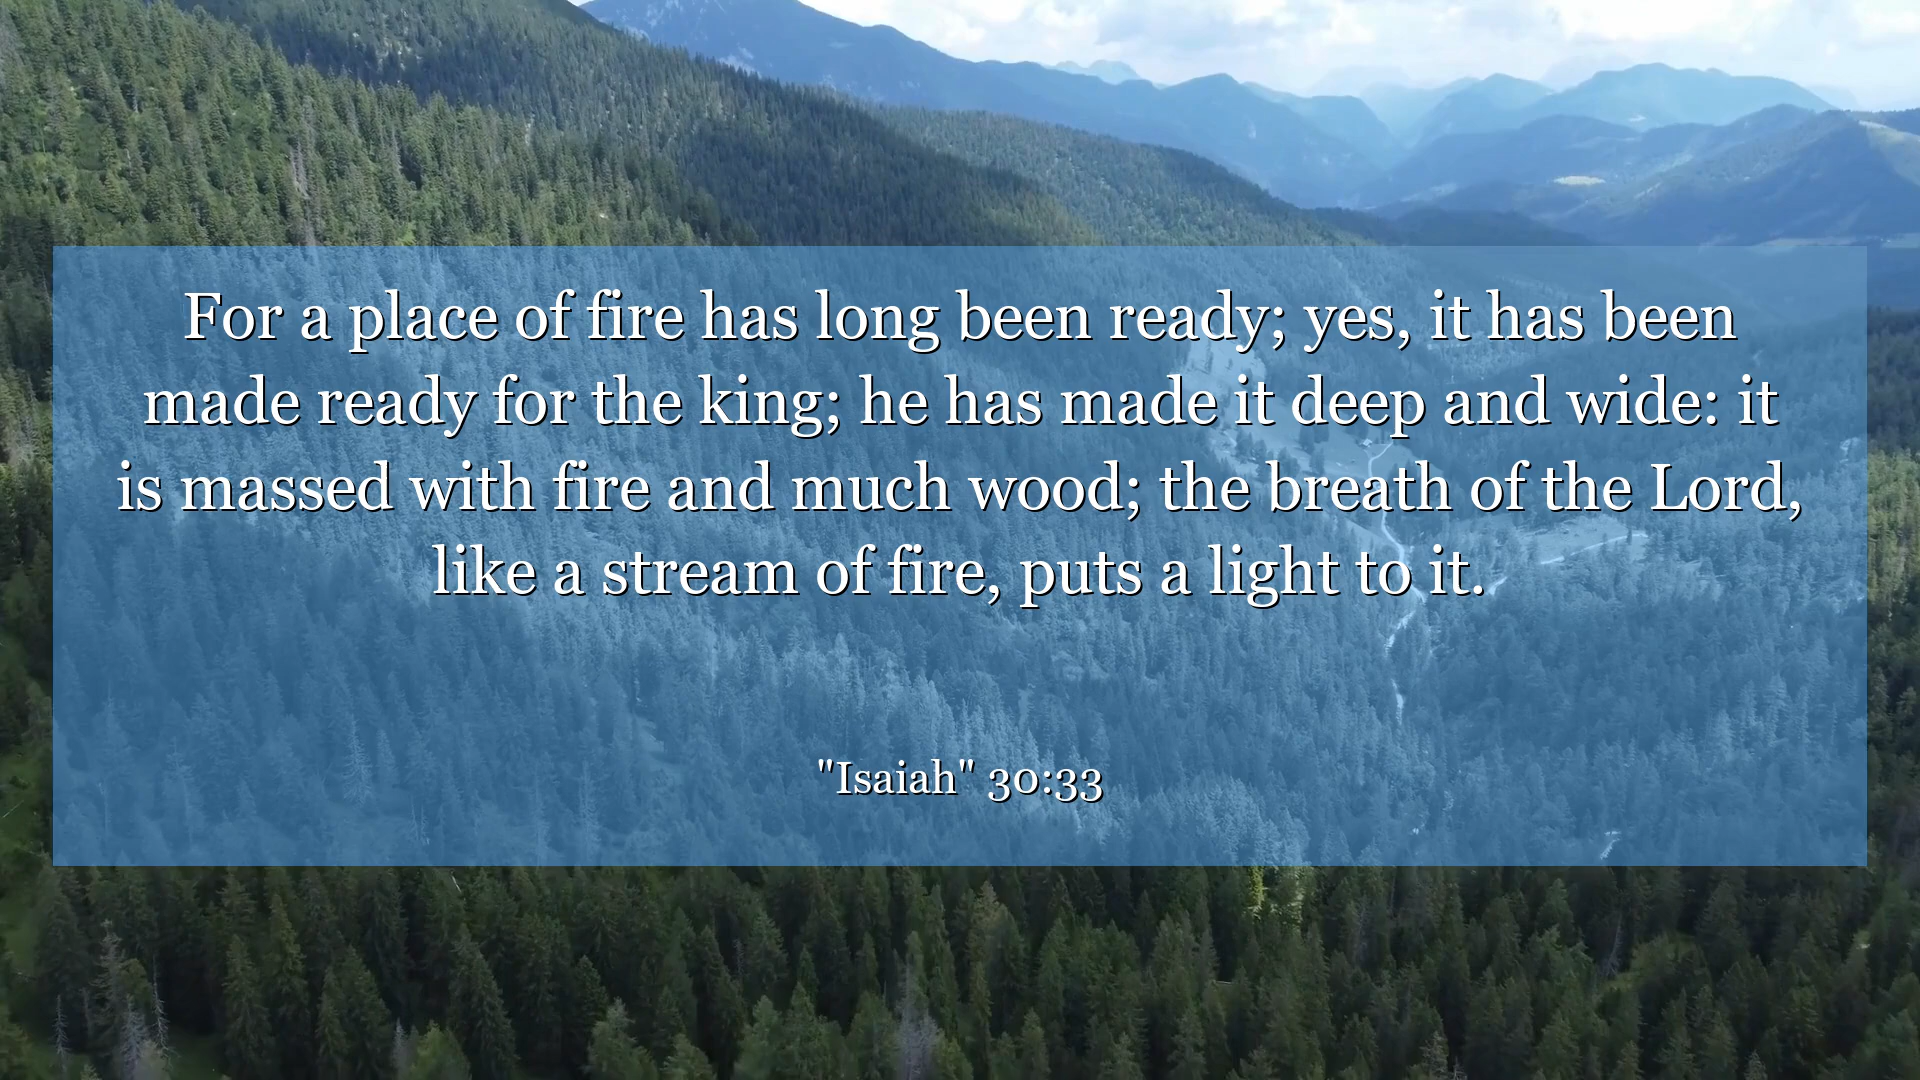 For a place of fire has long been ready; yes, it has been
made ready for the king; he has made it deep and wide: it
is massed with fire and much wood; the breath of the Lord,
like a stream of fire, puts a light to it.
"Isaiah" 30:33